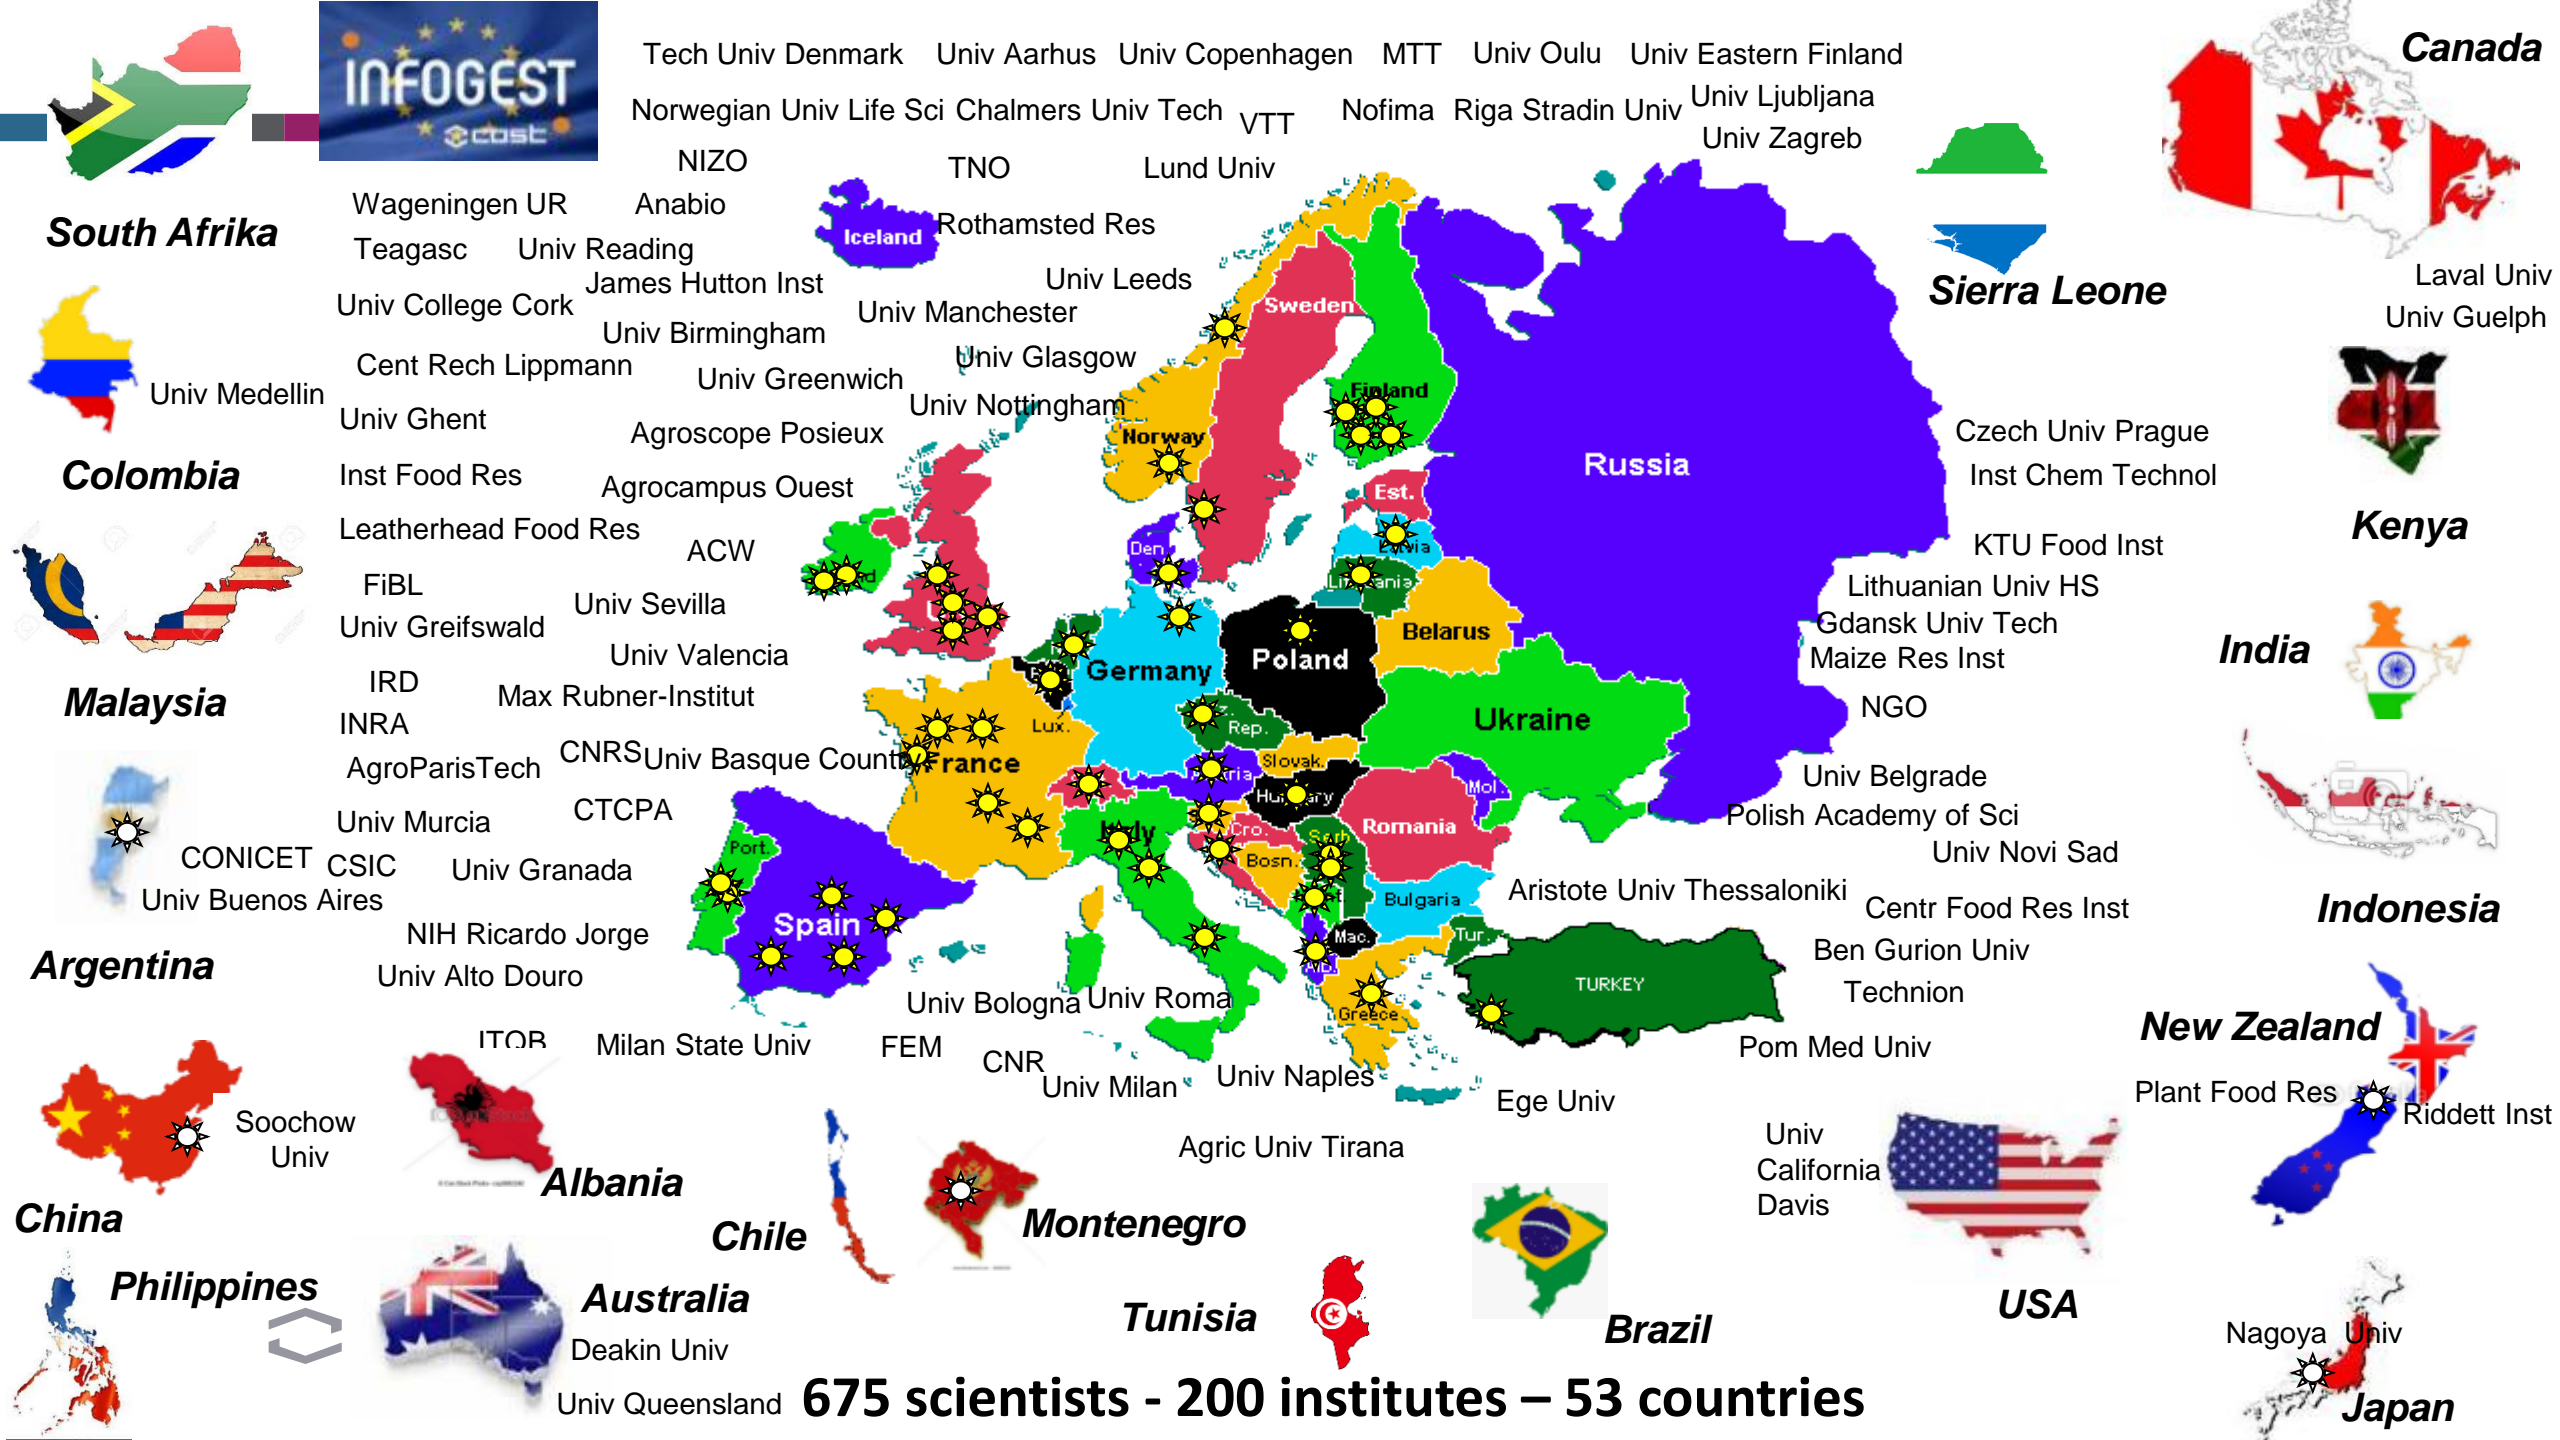 INFOGEST
cost
Tech Univ Denmark Univ Aarhus Univ Copenhagen MTT Univ Oulu Univ Eastern Finland
Canada
Norwegian Univ Life Sci Chalmers Univ Tech VTT Nofima Riga Stradin Univ Univ Ljubljana
Univ Zagreb
NIZO TNO Lund Univ
Wageningen UR Anabio
South Afrika
Iceland
Rothamsted Res
Teagasc Univ Reading
James Hutton Inst
Univ Leeds
Sierra Leone
Laval Univ
Univ College Cork
Univ Manchester
Sweden
Univ Guelph
Univ Birmingham
Univ Glasgow
Cent Rech Lippmann
Univ Greenwich
Univ Medellin
Finland
Univ Nottingham
Univ Ghent
Agroscope Posieux
Norway
Czech Univ Prague
Colombia
Inst Food Res
Russia
Inst Chem Technol
Agrocampus Ouest
Est.
Leatherhead Food Res
Kenya
ACW
Den.
Latvia
KTU Food Inst
FiBL
Lithuania
Lithuanian Univ HS
Univ Sevilla
Univ Greifswald
Belarus
Gdansk Univ Tech
Univ Valencia
Germany
Poland
Maize Res Inst
India
IRD
Max Rubner-Institut
Malaysia
NGO
INRA
Lux.
Rep.
Ukraine
CNRS Univ Basque Country
France
Slovak.
AgroParisTech
Univ Belgrade
Mol.
Hungary
CTCPA
Univ Murcia
Italy
Cro.
Serb
Romania
Polish Academy of Sci
Port.
Bosn.
Univ Novi Sad
CONICET CSIC Univ Granada
Univ Buenos Aires
Bulgaria
Aristote Univ Thessaloniki
Centr Food Res Inst
Indonesia
Spain
NIH Ricardo Jorge
Mac.
Tur.
Ben Gurion Univ
Argentina
Alb.
Univ Alto Douro
TURKEY
Technion
Univ Bologna Univ Roma
Greece
New Zealand
ITOB Milan State Univ FEM CNR
Pom Med Univ
Univ Milan Univ Naples
Ege Univ
Plant Food Res
Riddett Inst
Soochow
Univ
Agric Univ Tirana
Univ
California
Davis
Albania
China
Chile
Montenegro
Philippines
Australia
Tunisia
Brazil
USA
Nagoya Univ
Deakin Univ
Univ Queensland
675 scientists - 200 institutes – 53 countries
Japan